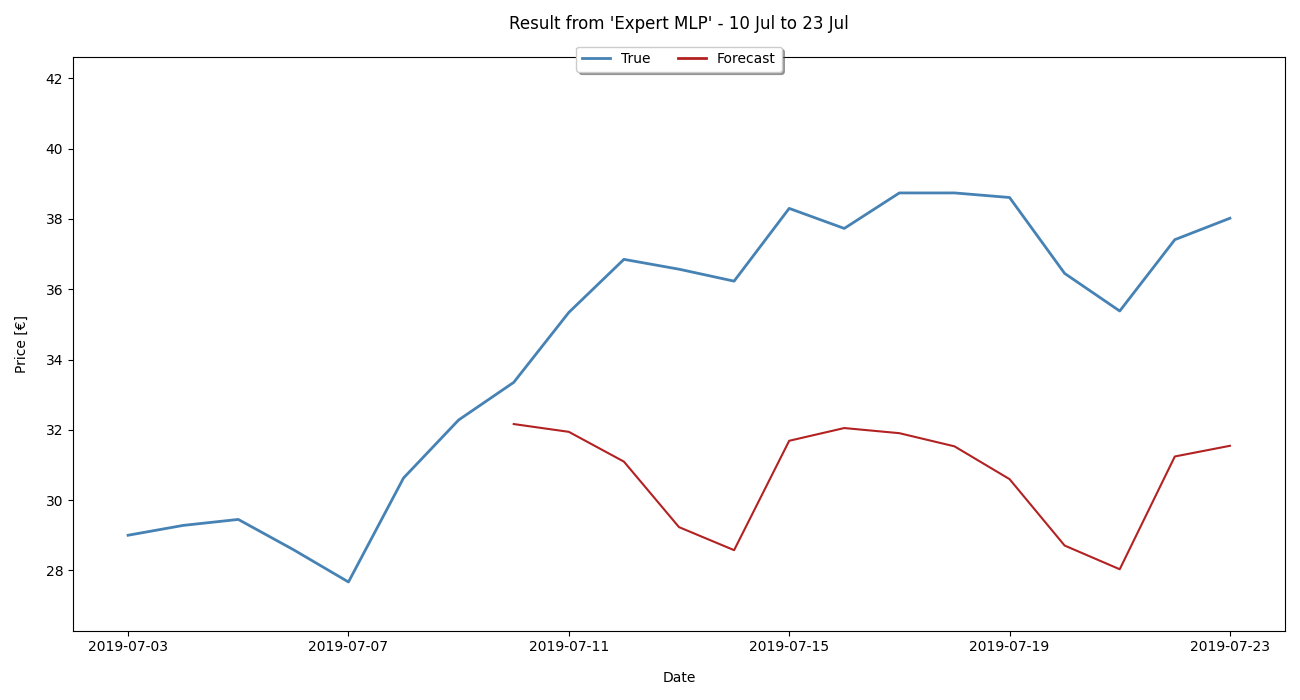 Result from 'Expert MLP' - 10 Jul to 23 Jul
True Forecast
42
40
38
36
34
32
30
28
Price [€]
2019-07-03 2019-07-07 2019-07-11 2019-07-15 2019-07-19 2019-07-23
Date